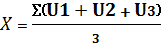 X = Σ(U1 + U2 + U3) / 3